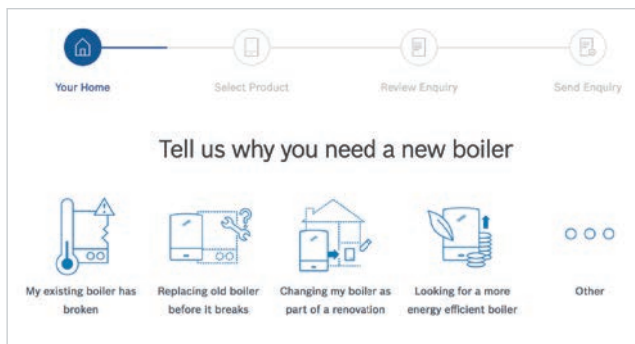 Your Home
Select Product
Review Enquiry
Send Enquiry
Tell us why you need a new boiler
My existing boiler has
broken
Replacing old boiler
before it breaks
Changing my boiler as
part of a renovation
Looking for a more
energy efficient boiler
Other